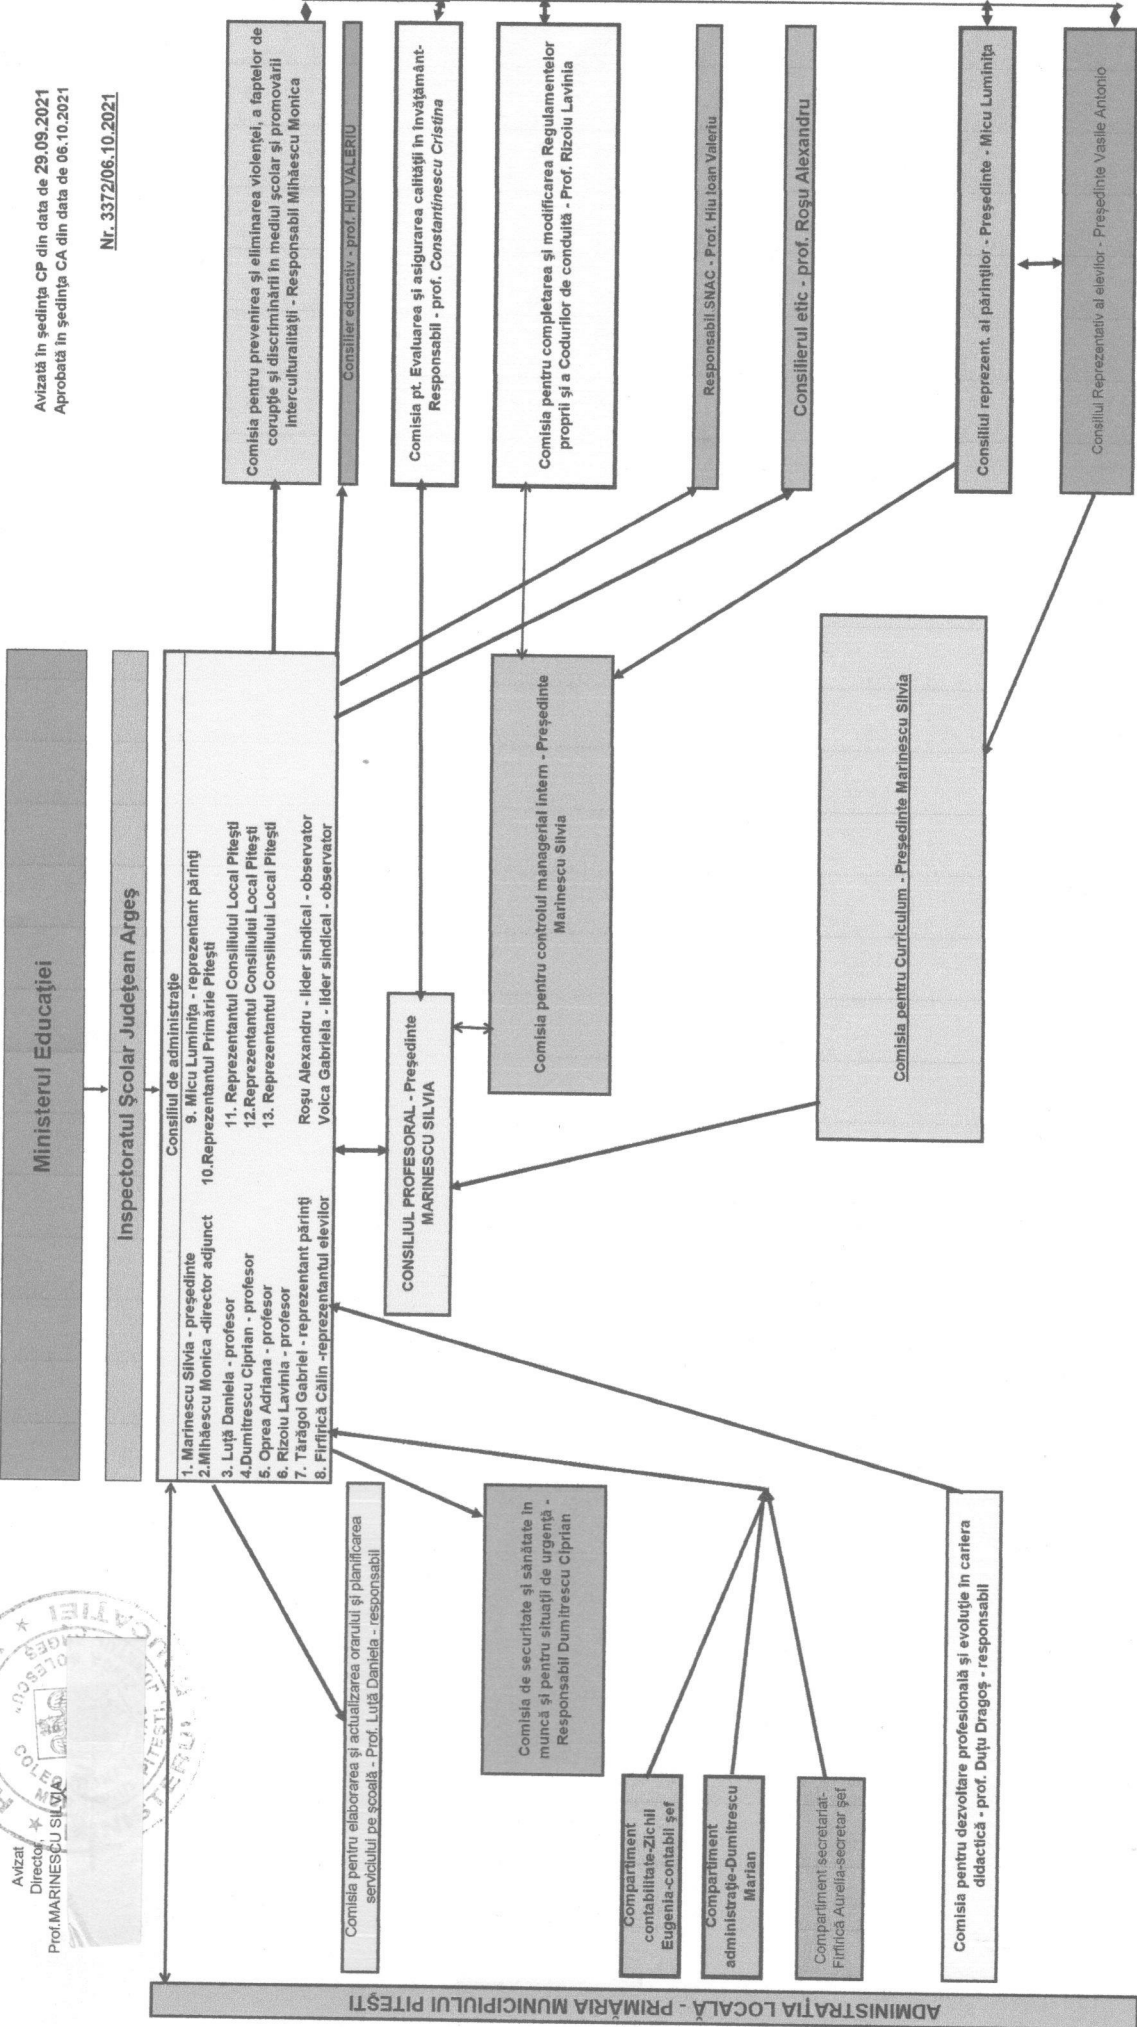 Avizat
Director,
Prof.MARINESCU SILVIA
Avizată în şedinţa CP din data de 29.09.2021
Aprobată în şedinţa CA din data de 06.10.2021
Nr. 3372/06.10.2021
Ministerul Educaţiei
Inspectoratul Şcolar Judeţean Argeş
Consiliul de administraţie
1. Marinescu Silvia - preşedinte
2.Mihăescu Monica -director adjunct
3. Luţă Daniela - profesor
4.Dumitrescu Ciprian - profesor
5. Oprea Adriana - profesor
6. Rizoiu Lavinia - profesor
7. Tărăgoi Gabriel - reprezentant părinţi
8. Firfirică Călin -reprezentantul elevilor
9. Micu Luminiţa - reprezentant părinţi
10.Reprezentantul Primărie Piteşti
11. Reprezentantul Consiliului Local Piteşti
12.Reprezentantul Consiliului Local Piteşti
13. Reprezentantul Consiliului Local Piteşti
Roşu Alexandru - lider sindical - observator
Voica Gabriela - lider sindical - observator
Comisia pentru prevenirea şi eliminarea violenţei, a faptelor de
corupţie şi discriminării în mediul şcolar şi promovării
interculturalităţii - Responsabil Mihăescu Monica
Consilier educativ - prof. HIU VALERIU
Comisia pt. Evaluarea şi asigurarea calităţii în învăţământ-
Responsabil - prof. Constantinescu Cristina
Comisia pentru completarea şi modificarea Regulamentelor
proprii şi a Codurilor de conduită - Prof. Rizoiu Lavinia
Responsabil SNAC - Prof. Hiu Ioan Valeriu
Consilierul etic - prof. Roşu Alexandru
Consiliul reprezent. al părinţilor - Preşedinte - Micu Luminiţa
Consiliul Reprezentativ al elevilor - Preşedinte Vasile Antonio
CONSILIUL PROFESORAL - Preşedinte
MARINESCU SILVIA
Comisia pentru controlul managerial intern - Preşedinte
Marinescu Silvia
Comisia pentru Curriculum - Preşedinte Marinescu Silvia
Comisia pentru elaborarea şi actualizarea orarului şi planificarea
serviciului pe şcoală - Prof. Luţă Daniela - responsabil
Comisia de securitate şi sănătate în
muncă şi pentru situaţii de urgenţă -
Responsabil Dumitrescu Ciprian
Compartiment
contabilitate-Zichil
Eugenia-contabil şef
Compartiment
administraţie-Dumitrescu
Marian
Compartiment secretariat-
Firfirică Aurelia-secretar şef
Comisia pentru dezvoltare profesională şi evoluţie în cariera
didactică - prof. Duţu Dragoş - responsabil
ADMINISTRAŢIA LOCALĂ - PRIMĂRIA MUNICIPIULUI PITEŞTI